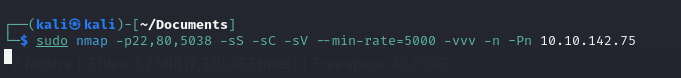 ┌──(kali㉿kali)-[~/Documents]
└─$ sudo nmap -p22,80,5038 -sS -sC -sV --min-rate=5000 -vvv -n -Pn 10.10.142.75